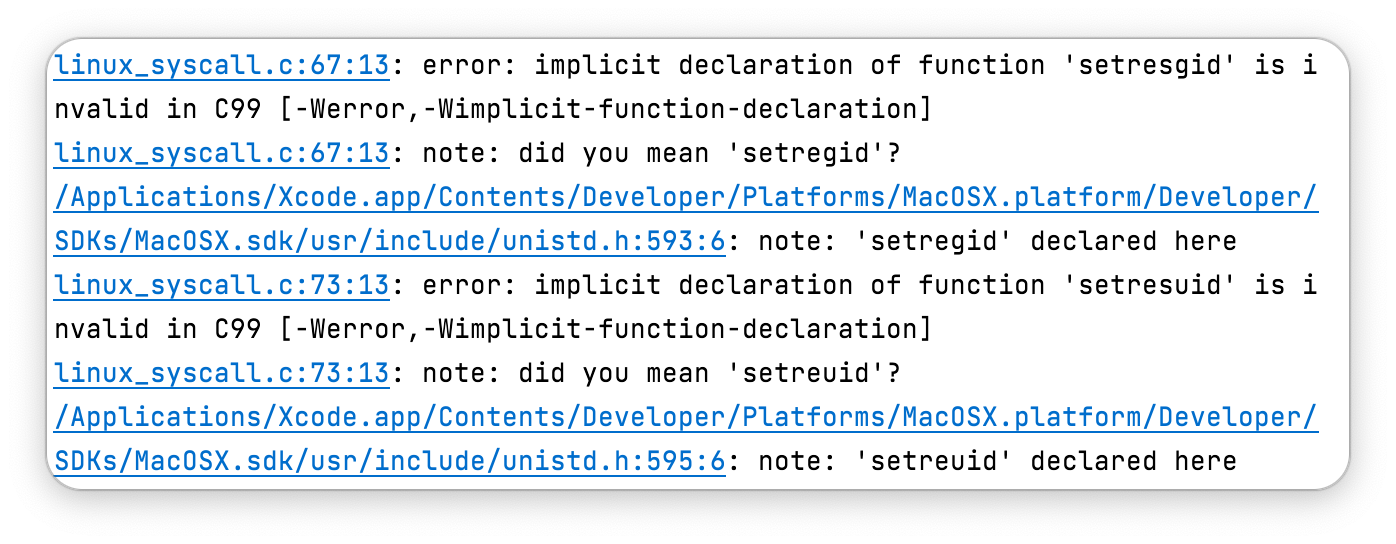 linux_syscall.c:67:13: error: implicit declaration of function 'setresgid' is i
nvalid in C99 [-Werror,-Wimplicit-function-declaration]
linux_syscall.c:67:13: note: did you mean 'setregid'?
/Applications/Xcode.app/Contents/Developer/Platforms/MacOSX.platform/Developer/
SDKs/MacOSX.sdk/usr/include/unistd.h:593:6: note: 'setregid' declared here
linux_syscall.c:73:13: error: implicit declaration of function 'setresuid' is i
nvalid in C99 [-Werror,-Wimplicit-function-declaration]
linux_syscall.c:73:13: note: did you mean 'setreuid'?
/Applications/Xcode.app/Contents/Developer/Platforms/MacOSX.platform/Developer/
SDKs/MacOSX.sdk/usr/include/unistd.h:595:6: note: 'setreuid' declared here